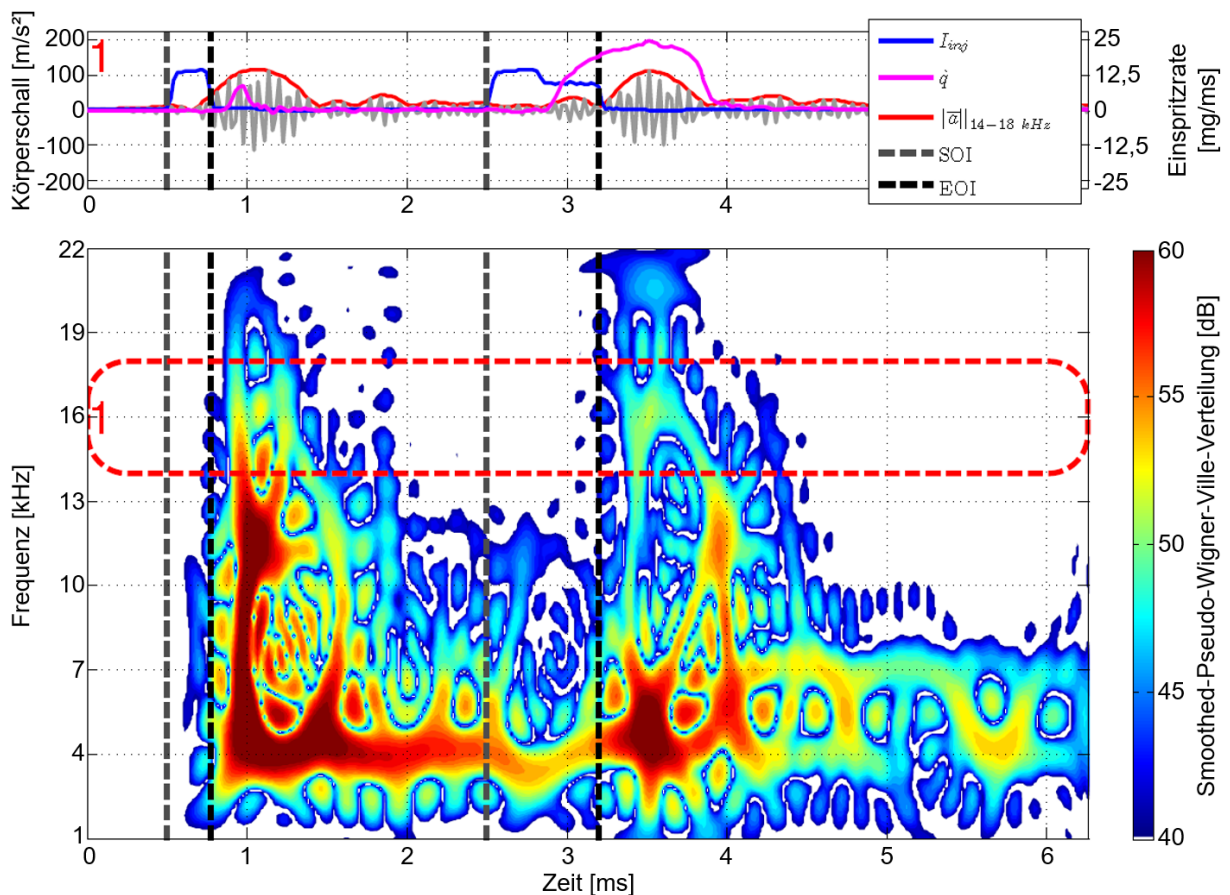 Körperschall [m/s²]
200
100
0
-100
-200
1
I_inj
q̇
|a̅||14−18 kHz
SOI
EOI
25
12,5
0
-12,5
-25
Einspritzrate
[mg/ms]
0 1 2 3 4
Frequenz [kHz]
22
19
16
13
10
7
4
1
1
0 1 2 3 4 5 6
Zeit [ms]
60
55
50
45
40
Smoothed-Pseudo-Wigner-Ville-Verteilung [dB]